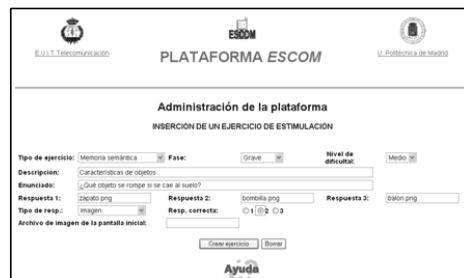 ESCOM
E.U.I.T. Telecomunicación
PLATAFORMA ESCOM
U. Politécnica de Madrid
Administración de la plataforma
INSERCIÓN DE UN EJERCICIO DE ESTIMULACIÓN
Tipo de ejercicio: Memoria semántica Fase: Grave Nivel de dificultad: Medio
Descripción: Características de objetos
Enunciado: ¿Qué objeto se rompe si se cae al suelo?
Respuesta 1: zapato.png Respuesta 2: bombilla.png Respuesta 3: balon.png
Tipo de resp.: Imagen Resp. correcta: 1 2 3
Archivo de imagen de la pantalla inicial:
Crear ejercicio Borrar
Ayuda